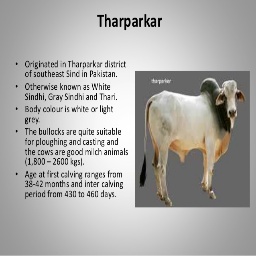 Tharparkar
• Originated in Tharparkar district
of southeast Sind in Pakistan.
• Otherwise known as White
Sindhi, Gray Sindhi and Thari.
• Body colour is white or light
grey.
• The bullocks are quite suitable
for ploughing and casting and
the cows are good milch animals
(1,800 – 2600 kgs).
• Age at first calving ranges from
38-42 months and inter calving
period from 430 to 460 days.
tharparker